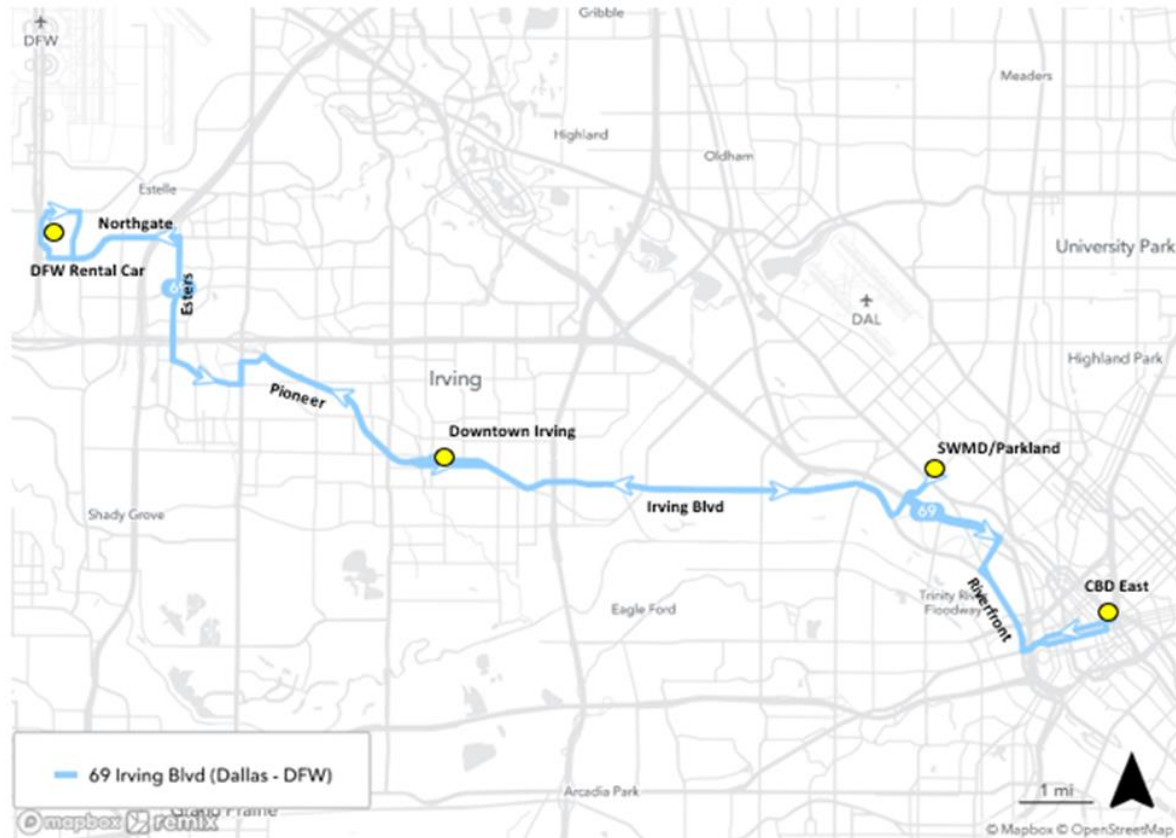 DFW
Gribble
Meaders
Highland
Oldham
Estelle
Northgate
University Park
DFW Rental Car
69
Esters
DAL
Highland Park
Irving
Pioneer
Downtown Irving
SWMD/Parkland
Irving Blvd
69
Shady Grove
CBD East
Riverfront
Trinity
Floodway
Eagle Ford
69 Irving Blvd (Dallas - DFW)
Arcadia Park
1 mi
mapbox remix
© Mapbox © OpenStreetMap